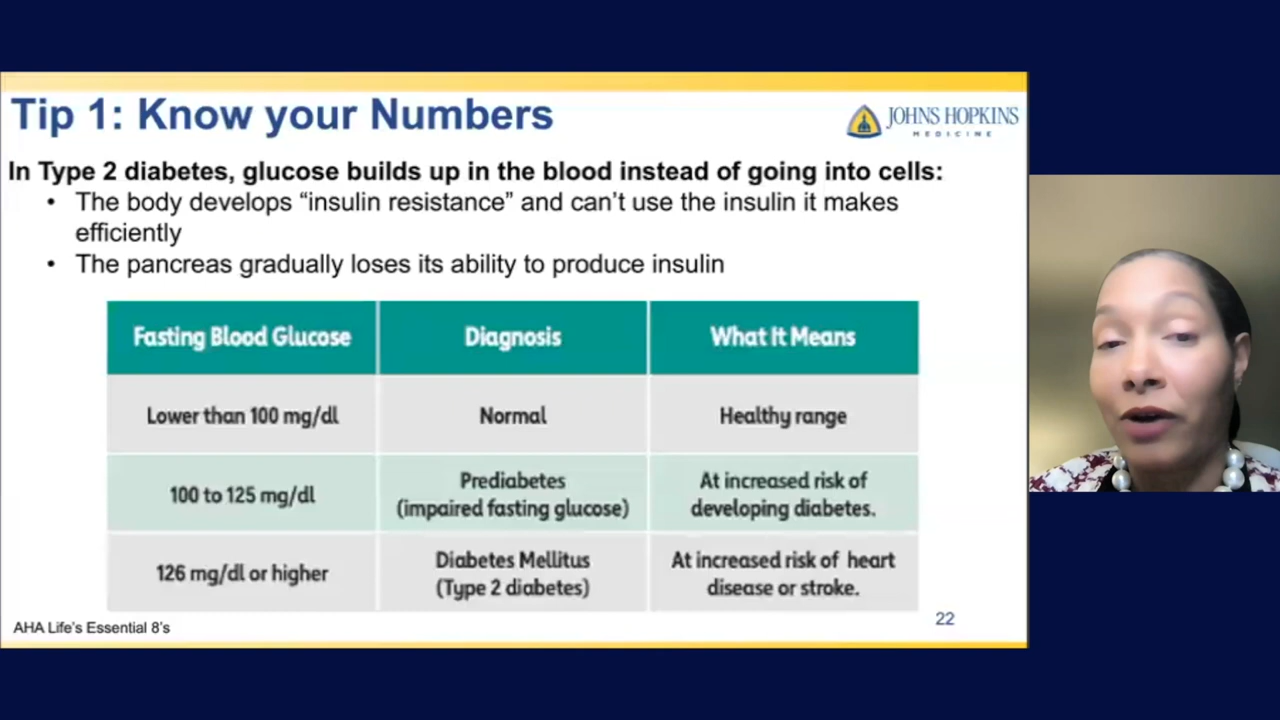 Tip 1: Know your Numbers
JOHNS HOPKINS
MEDICINE
In Type 2 diabetes, glucose builds up in the blood instead of going into cells:
• The body develops “insulin resistance” and can’t use the insulin it makes
efficiently
• The pancreas gradually loses its ability to produce insulin
Fasting Blood Glucose
Diagnosis
What It Means
Lower than 100 mg/dl
Normal
Healthy range
100 to 125 mg/dl
Prediabetes
(impaired fasting glucose)
At increased risk of
developing diabetes.
126 mg/dl or higher
Diabetes Mellitus
(Type 2 diabetes)
At increased risk of heart
disease or stroke.
AHA Life’s Essential 8’s
22